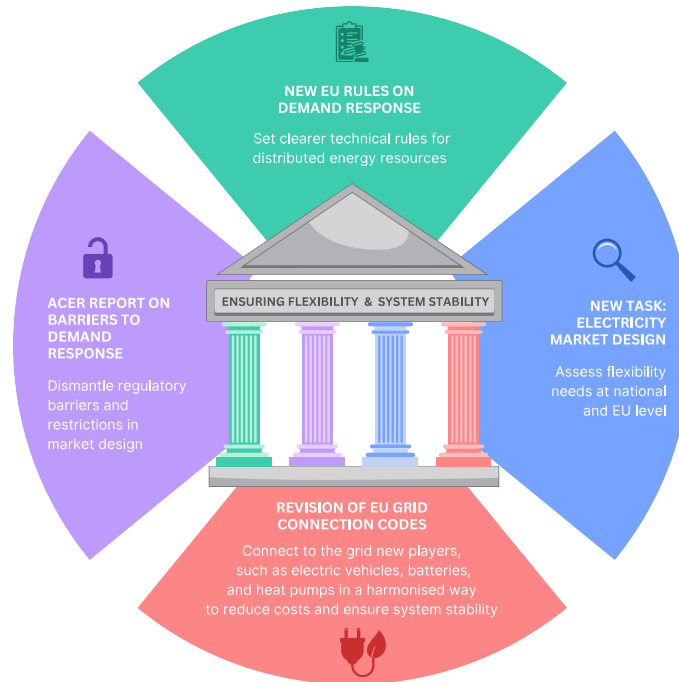 NEW EU RULES ON
DEMAND RESPONSE
Set clearer technical rules for
distributed energy resources
ACER REPORT ON
BARRIERS TO
DEMAND
RESPONSE
Dismantle regulatory
barriers and
restrictions in
market design
ENSURING FLEXIBILITY & SYSTEM STABILITY
NEW TASK:
ELECTRICITY
MARKET DESIGN
Assess flexibility
needs at national
and EU level
REVISION OF EU GRID
CONNECTION CODES
Connect to the grid new players,
such as electric vehicles, batteries,
and heat pumps in a harmonised way
to reduce costs and ensure system stability